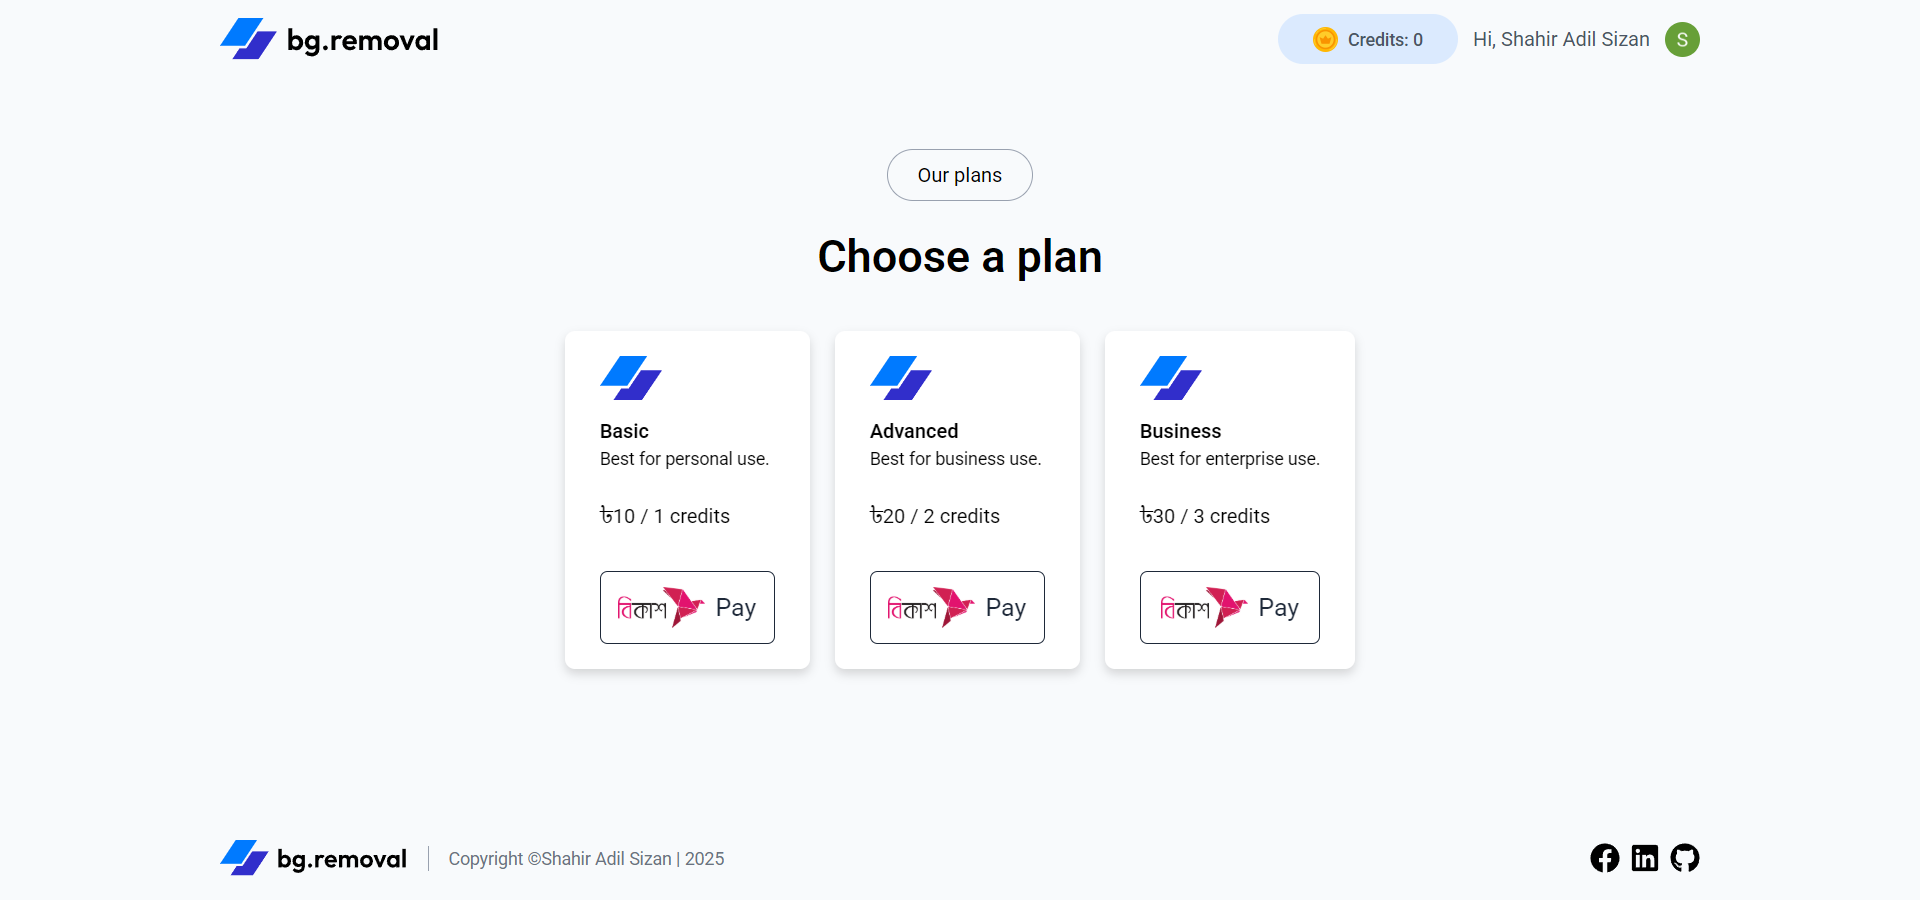 bg.removal
Credits: 0
Hi, Shahir Adil Sizan
S
Our plans
Choose a plan
Basic
Best for personal use.
৳10 / 1 credits
বিকাশ Pay
Advanced
Best for business use.
৳20 / 2 credits
বিকাশ Pay
Business
Best for enterprise use.
৳30 / 3 credits
বিকাশ Pay
bg.removal
Copyright ©Shahir Adil Sizan | 2025